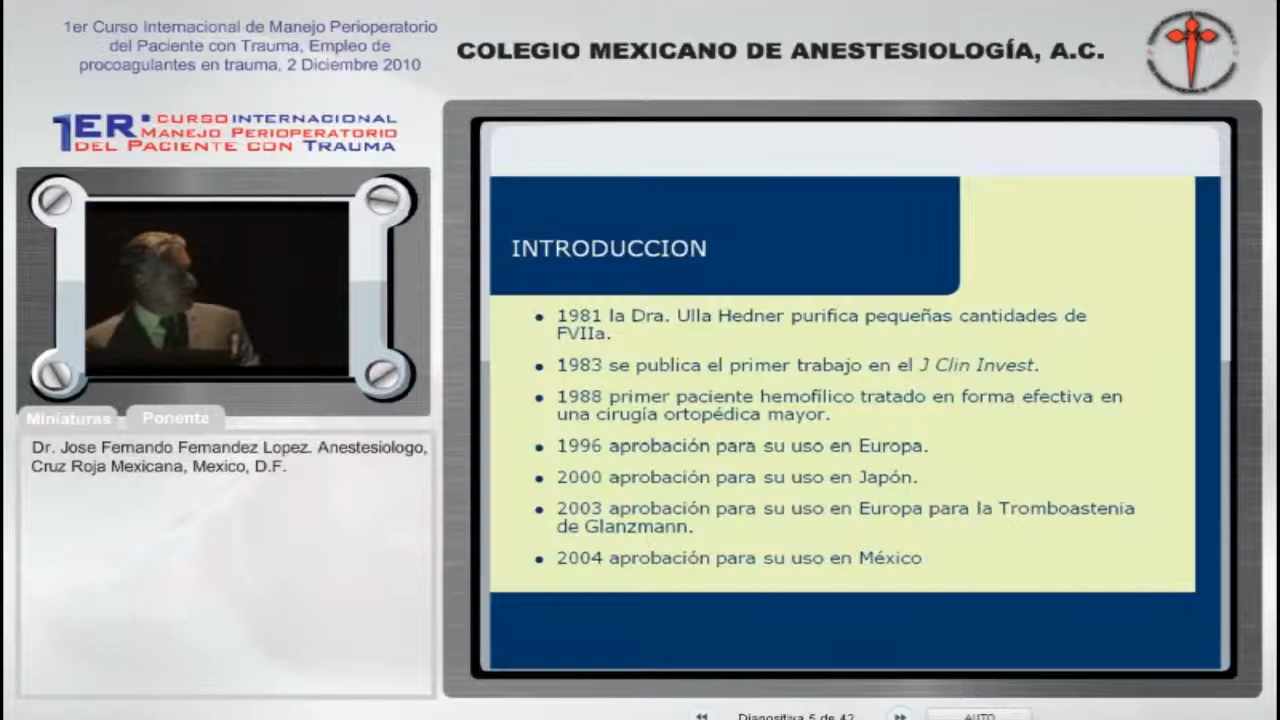 1er Curso Internacional de Manejo Perioperatorio
del Paciente con Trauma, Empleo de
procoagulantes en trauma, 2 Diciembre 2010
COLEGIO MEXICANO DE ANESTESIOLOGÍA, A.C.
1ER. CURSO INTERNACIONAL
MANEJO PERIOPERATORIO
DEL PACIENTE CON TRAUMA
INTRODUCCION
• 1981 la Dra. Ulla Hedner purifica pequeñas cantidades de
FVIIa.
• 1983 se publica el primer trabajo en el J Clin Invest.
• 1988 primer paciente hemofílico tratado en forma efectiva en
una cirugía ortopédica mayor.
• 1996 aprobación para su uso en Europa.
• 2000 aprobación para su uso en Japón.
• 2003 aprobación para su uso en Europa para la Tromboastenia
de Glanzmann.
• 2004 aprobación para su uso en México
Miniaturas Ponente
Dr. Jose Fernando Fernandez Lopez. Anestesiologo,
Cruz Roja Mexicana, Mexico, D.F.
Diapositiva 5 de 42
AUTO